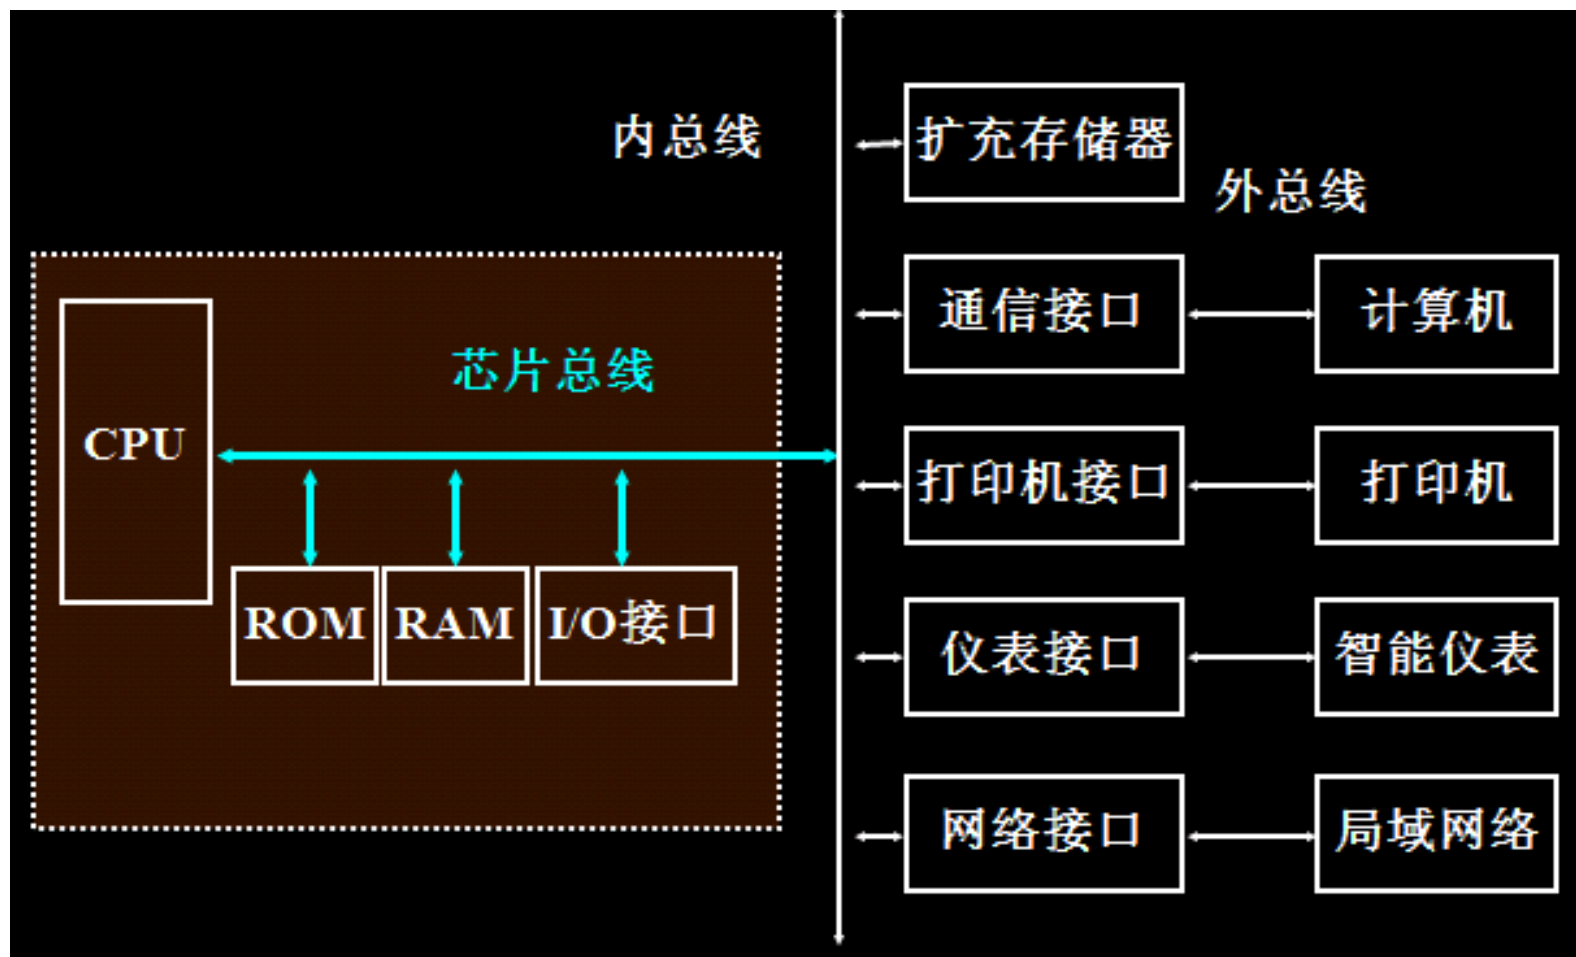 内总线
扩充存储器
外总线
通信接口
计算机
芯片总线
CPU
打印机接口
打印机
ROM
RAM
I/O接口
仪表接口
智能仪表
网络接口
局域网络